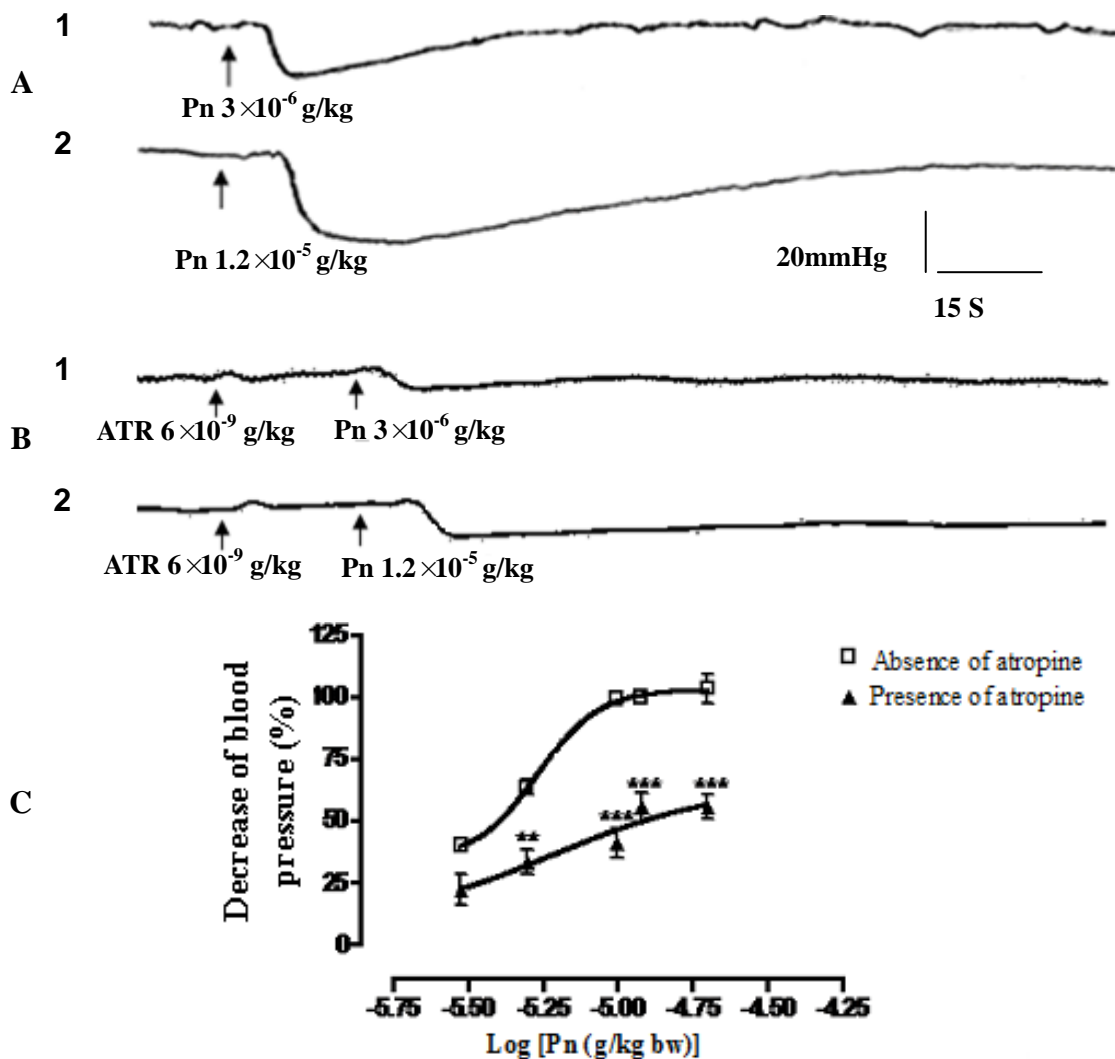 1
A
Pn 3×10⁻⁶ g/kg
2
Pn 1.2×10⁻⁵ g/kg
20mmHg
15 S
1
ATR 6×10⁻⁹ g/kg Pn 3×10⁻⁶ g/kg
B
2
ATR 6×10⁻⁹ g/kg Pn 1.2×10⁻⁵ g/kg
C
Decrease of blood
pressure (%)
125
100
75
50
25
0
*** ***
***
**
Absence of atropine
Presence of atropine
-5.75 -5.50 -5.25 -5.00 -4.75 -4.50 -4.25
Log [Pn (g/kg bw)]